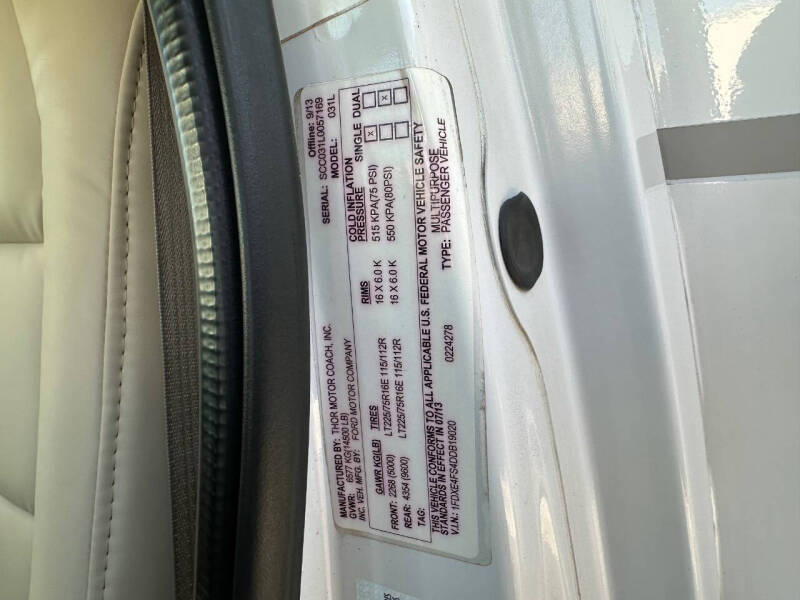 Offline: 9/13
MANUFACTURED BY: THOR MOTOR COACH, INC. SERIAL: SCC031L0057169
GVWR: 6577 KG(14500 LB) MODEL: 031L
INC. VEH. MFG. BY: FORD MOTOR COMPANY
GAWR KG(LB) TIRES RIMS COLD INFLATION PRESSURE SINGLE DUAL
FRONT: 2268 (5000) LT225/75R16E 115/112R 16 X 6.0 K 515 KPA(75 PSI) X
REAR: 4354 (9600) LT225/75R16E 115/112R 16 X 6.0 K 550 KPA(80PSI) X
TAG:
THIS VEHICLE CONFORMS TO ALL APPLICABLE U.S. FEDERAL MOTOR VEHICLE SAFETY
STANDARDS IN EFFECT IN 07/13
V.I.N.: 1FDXE4FS4DDB19020 0224278 TYPE: MULTIPURPOSE
PASSENGER VEHICLE